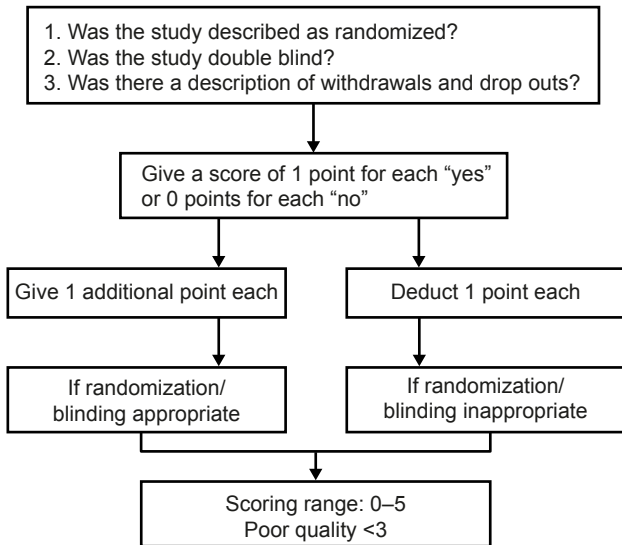 1. Was the study described as randomized?
2. Was the study double blind?
3. Was there a description of withdrawals and drop outs?
Give a score of 1 point for each “yes”
or 0 points for each “no”
Give 1 additional point each
Deduct 1 point each
If randomization/
blinding appropriate
If randomization/
blinding inappropriate
Scoring range: 0–5
Poor quality <3